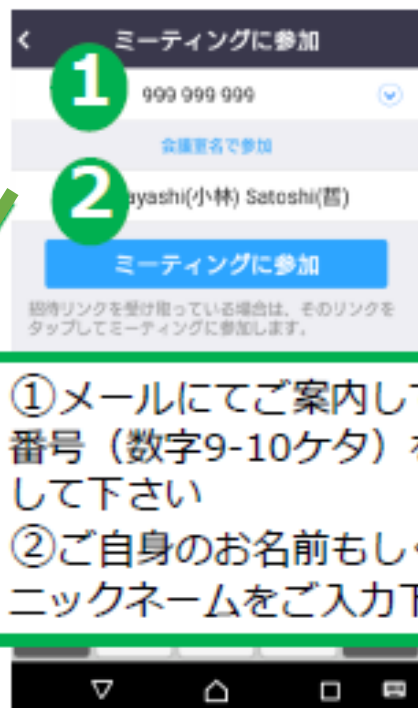 ミーティングに参加
1
999 999 999
会議室名で参加
2
ayashi(小林) Satoshi(哲)
ミーティングに参加
招待リンクを受け取っている場合は、そのリンクを
タップしてミーティングに参加します。
①メールにてご案内して
番号（数字9-10ケタ）を
して下さい
②ご自身のお名前もしく
ニックネームをご入力下